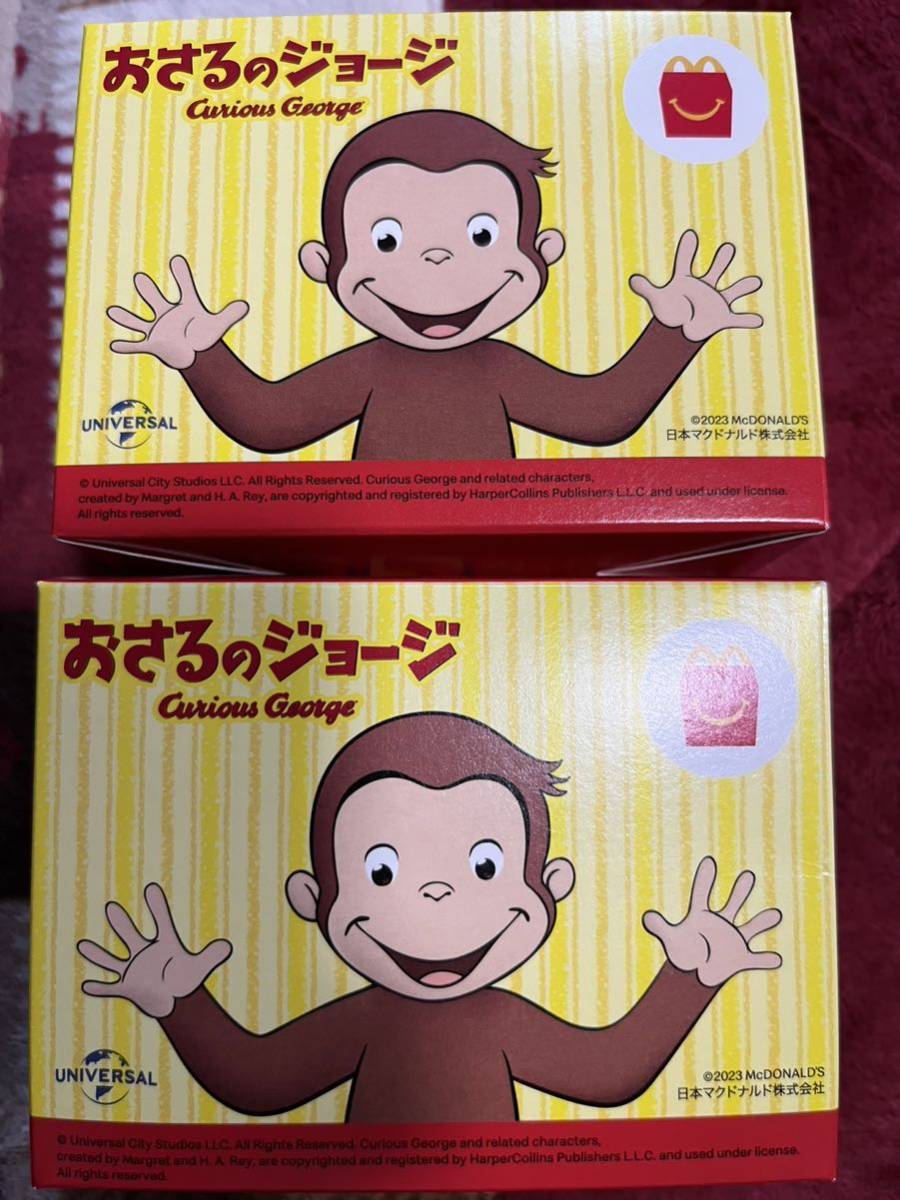 おさるのジョージ
Curious George
UNIVERSAL
©2023 McDONALD'S
日本マクドナルド株式会社
© Universal City Studios LLC. All Rights Reserved. Curious George and related characters,
created by Margret and H. A. Rey, are copyrighted and registered by HarperCollins Publishers L.L.C. and used under license.
All rights reserved.
おさるのジョージ
Curious George
UNIVERSAL
©2023 McDONALD'S
日本マクドナルド株式会社
© Universal City Studios LLC. All Rights Reserved. Curious George and related characters,
created by Margret and H. A. Rey, are copyrighted and registered by HarperCollins Publishers L.L.C. and used under license.
All rights reserved.